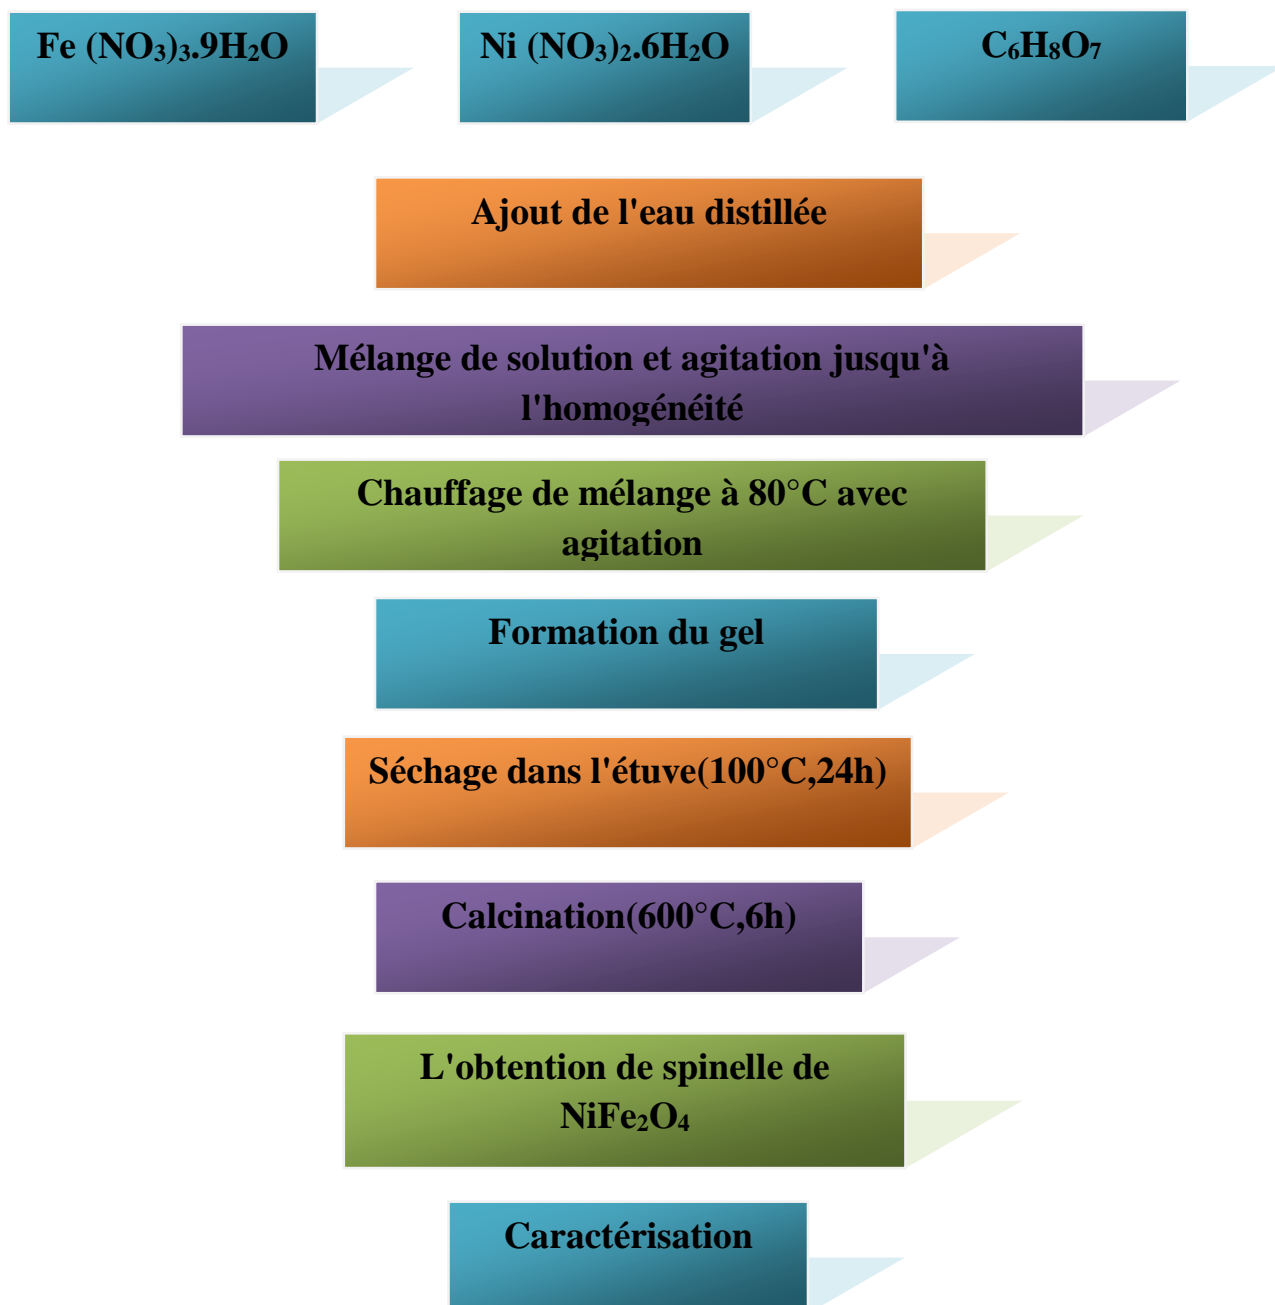 Fe (NO₃)₃.9H₂O
Ni (NO₃)₂.6H₂O
C₆H₈O₇
Ajout de l'eau distillée
Mélange de solution et agitation jusqu'à
l'homogénéité
Chauffage de mélange à 80°C avec
agitation
Formation du gel
Séchage dans l'étuve(100°C,24h)
Calcination(600°C,6h)
L'obtention de spinelle de
NiFe₂O₄
Caractérisation